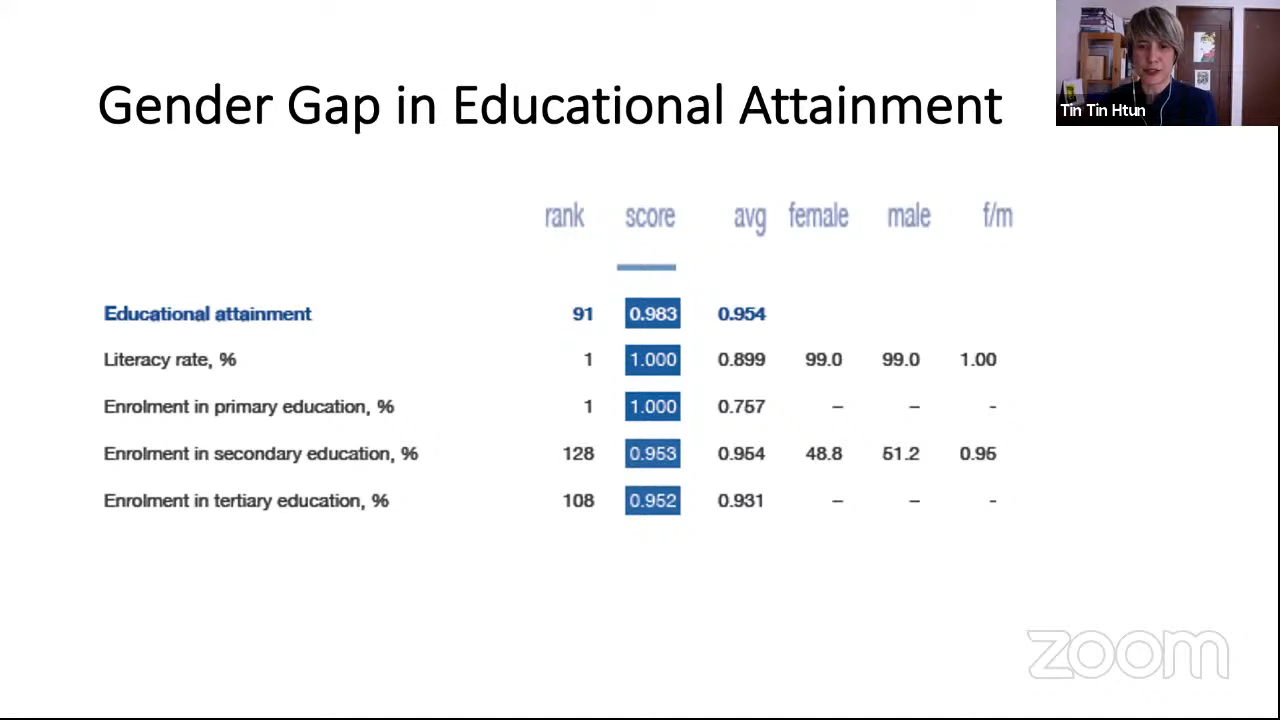 Gender Gap in Educational Attainment
Tin Tin Htun
rank score avg female male f/m
Educational attainment 91 0.983 0.954
Literacy rate, % 1 1.000 0.899 99.0 99.0 1.00
Enrolment in primary education, % 1 1.000 0.757 – – -
Enrolment in secondary education, % 128 0.953 0.954 48.8 51.2 0.95
Enrolment in tertiary education, % 108 0.952 0.931 – – -
zoom